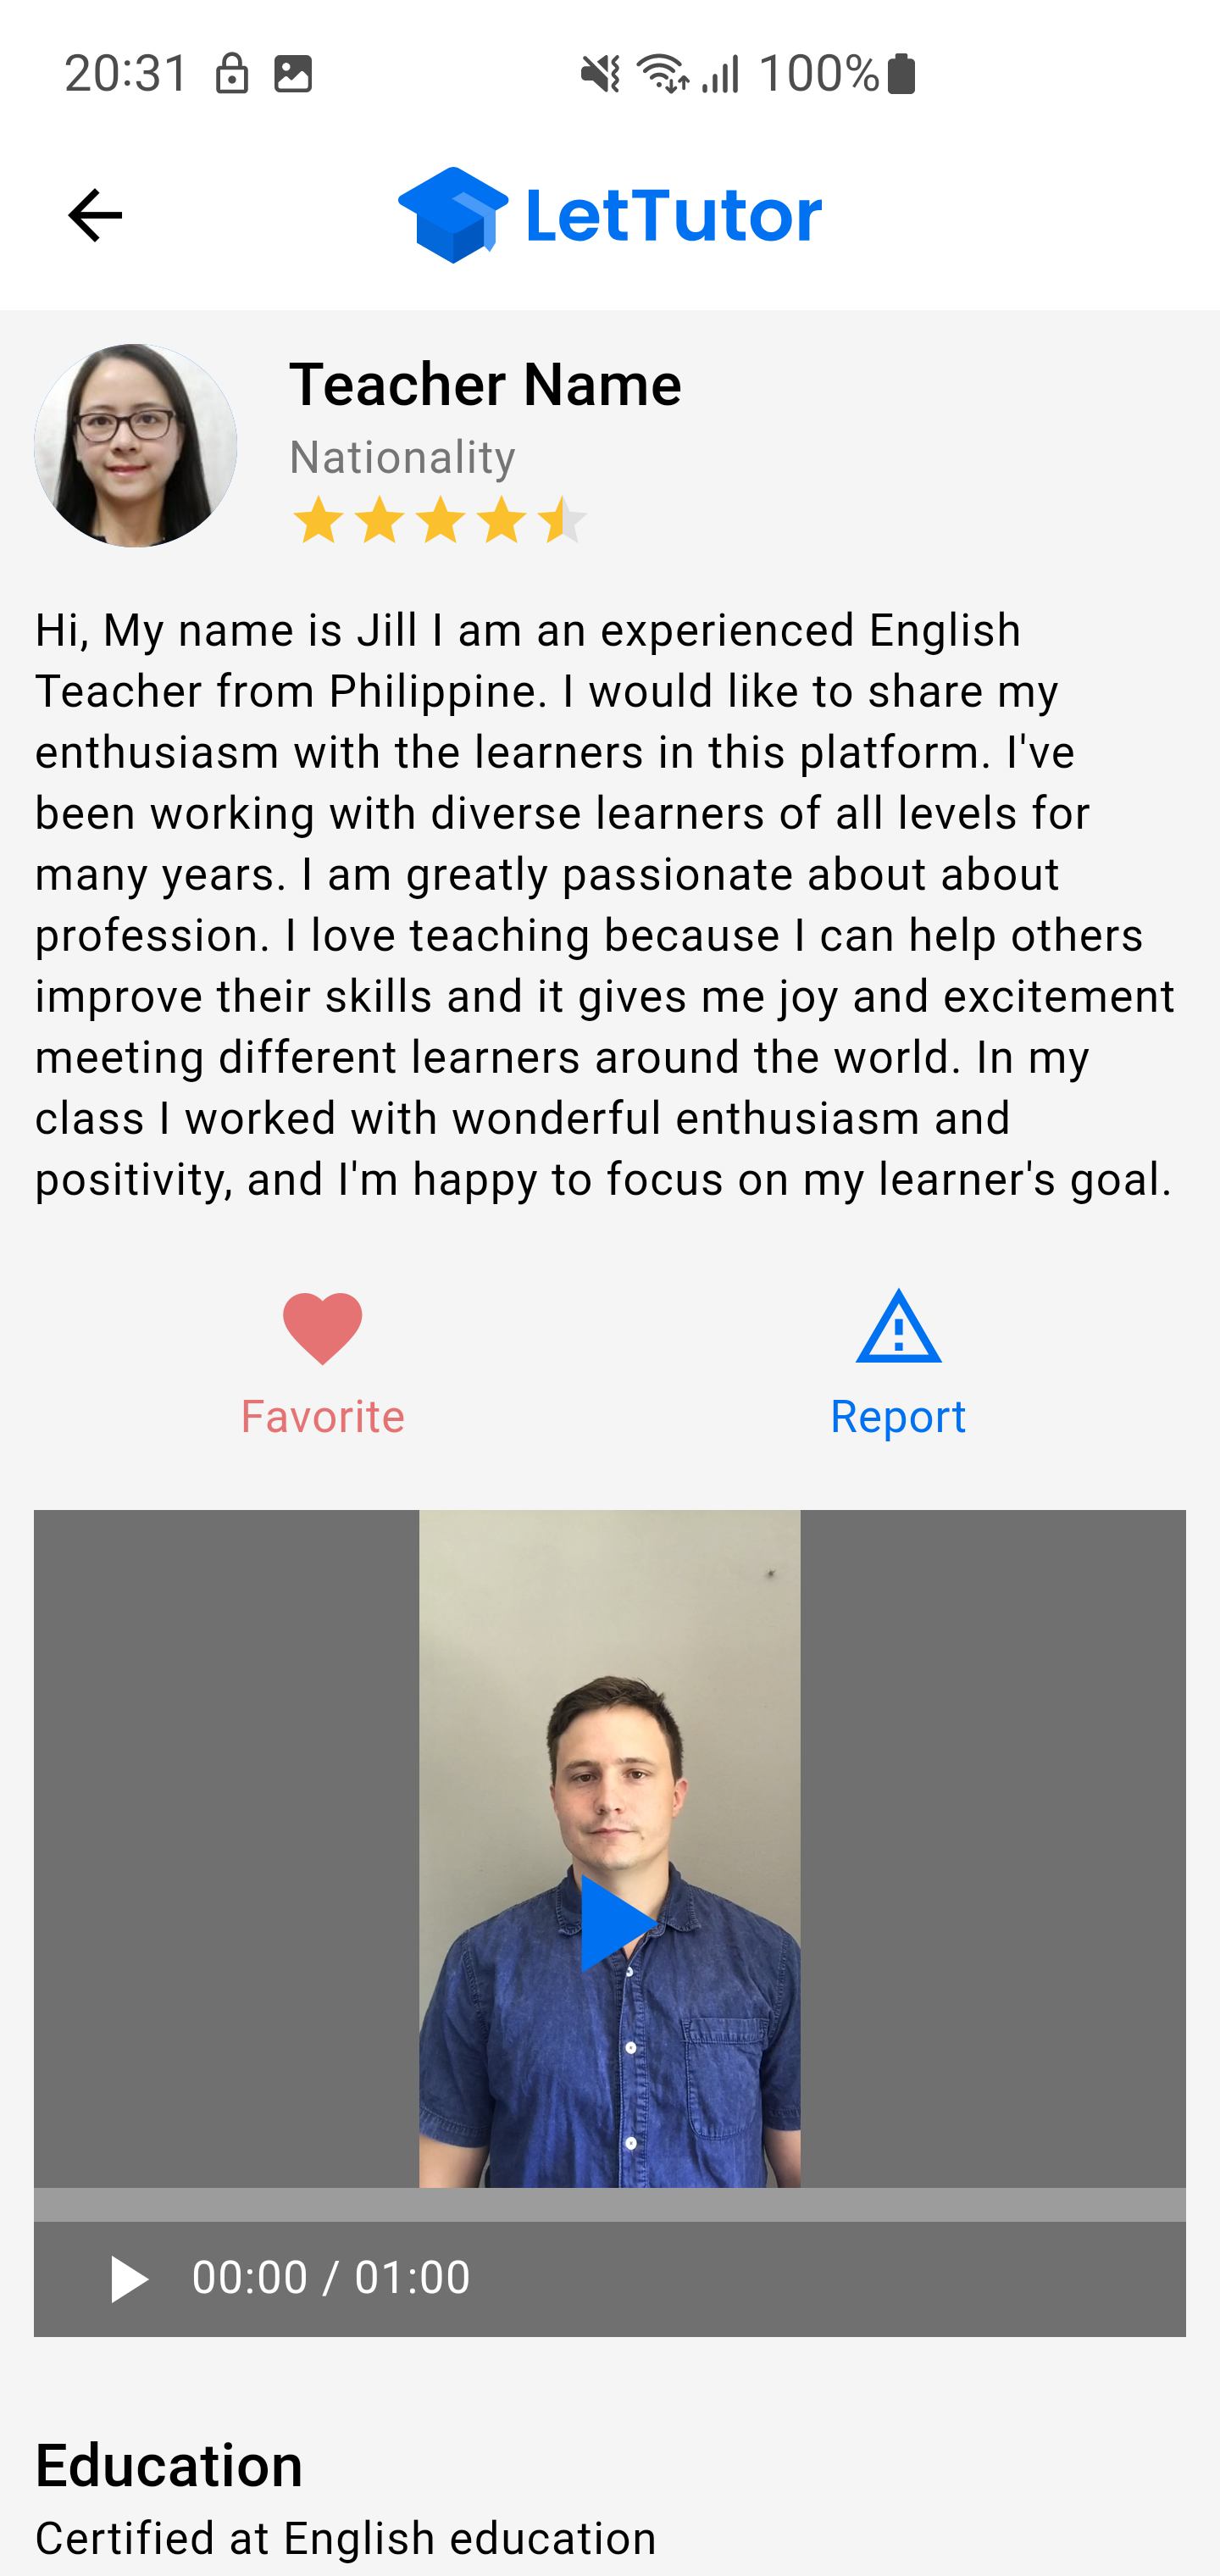 20:31 100%
LetTutor
Teacher Name
Nationality
Hi, My name is Jill I am an experienced English
Teacher from Philippine. I would like to share my
enthusiasm with the learners in this platform. I've
been working with diverse learners of all levels for
many years. I am greatly passionate about about
profession. I love teaching because I can help others
improve their skills and it gives me joy and excitement
meeting different learners around the world. In my
class I worked with wonderful enthusiasm and
positivity, and I'm happy to focus on my learner's goal.
Favorite Report
00:00 / 01:00
Education
Certified at English education